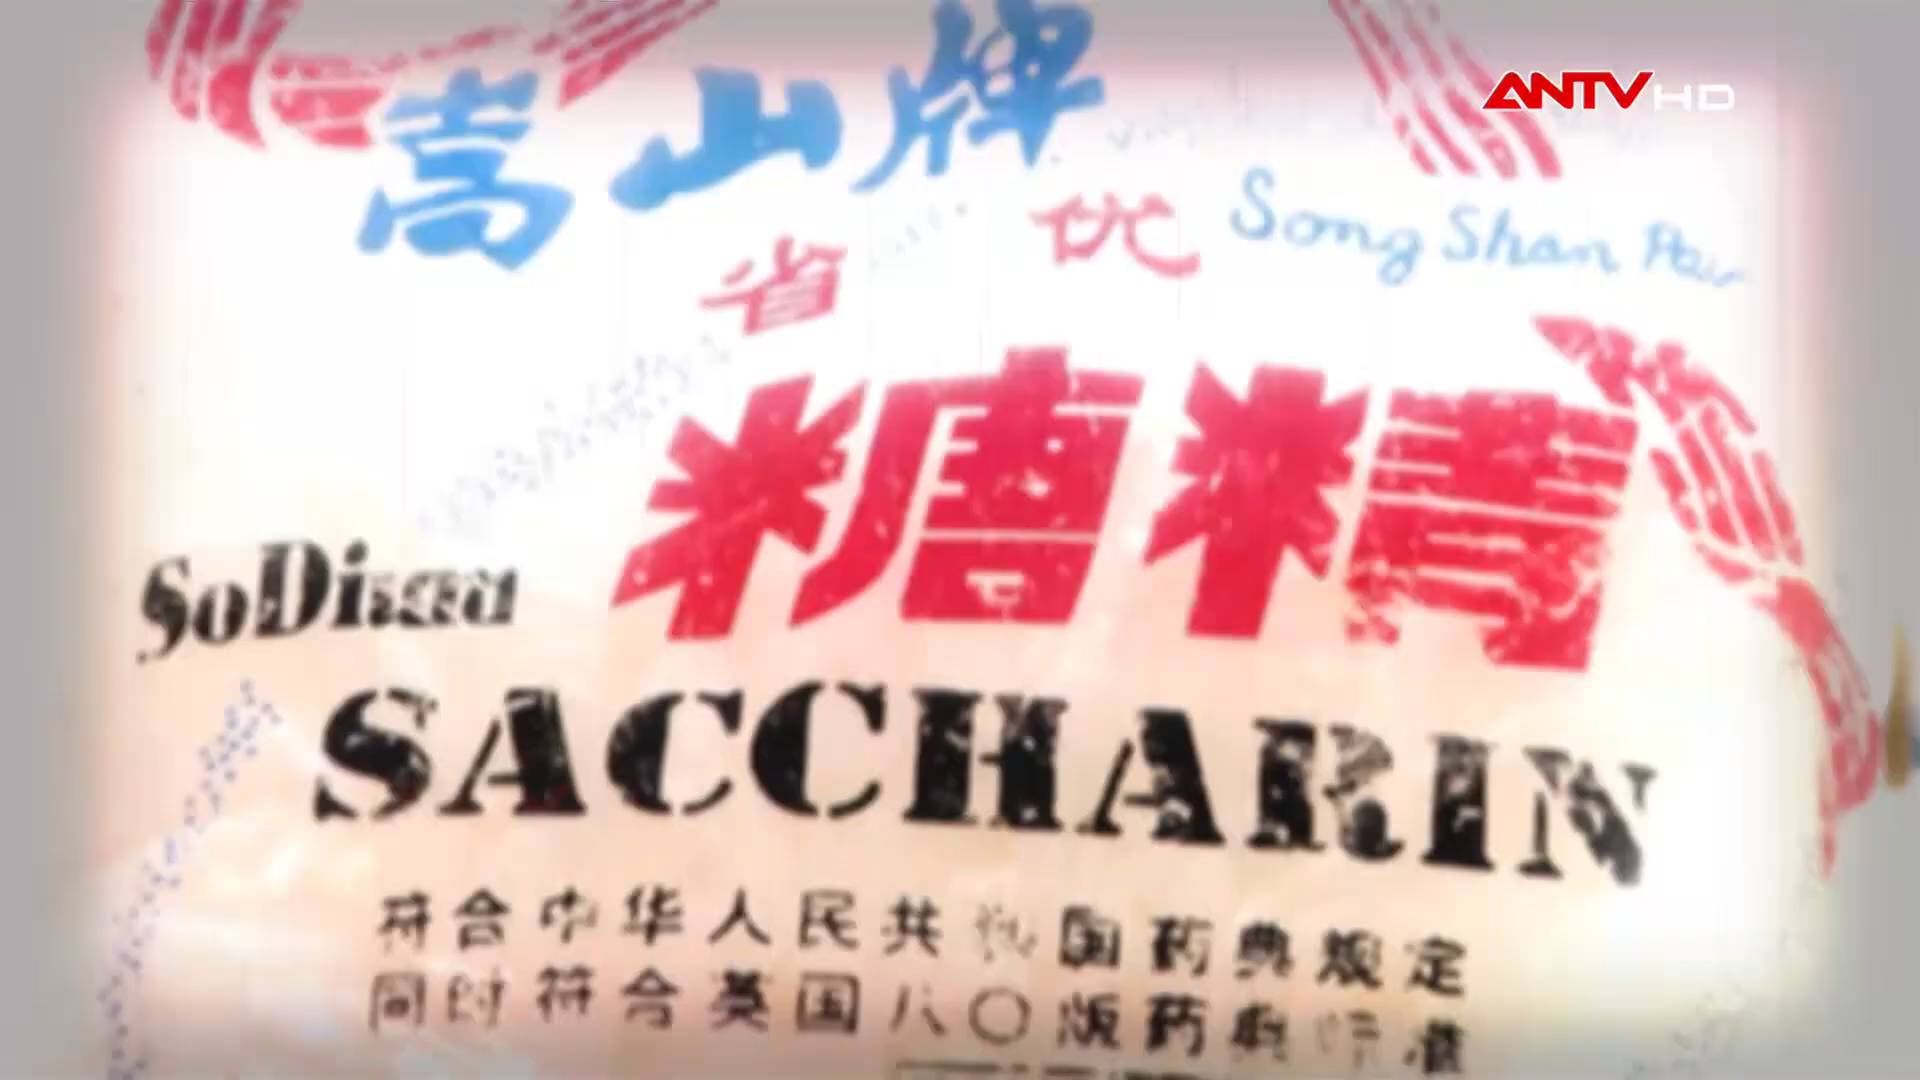 ANTV HD
嵩山牌
省优
Song Shan Pai
糖精
SACCHARIN
符合中华人民共和国药典规定
同时符合英国八〇版药典标准